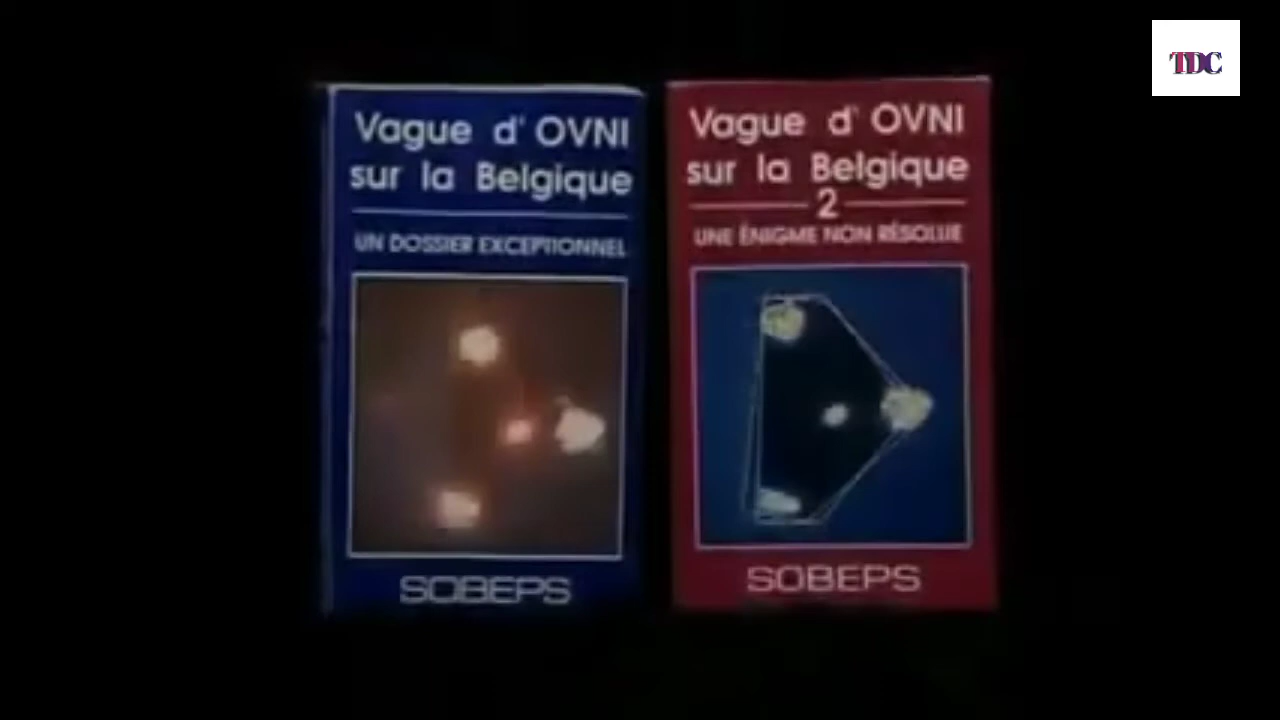 TDC
Vague d' OVNI
sur la Belgique
UN DOSSIER EXCEPTIONNEL
SOBEPS
Vague d' OVNI
sur la Belgique
2
UNE ÉNIGME NON RÉSOLUE
SOBEPS